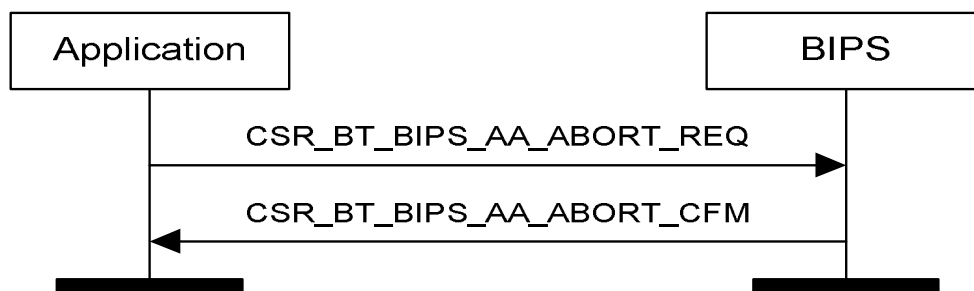 Application
BIPS
CSR_BT_BIPS_AA_ABORT_REQ
CSR_BT_BIPS_AA_ABORT_CFM